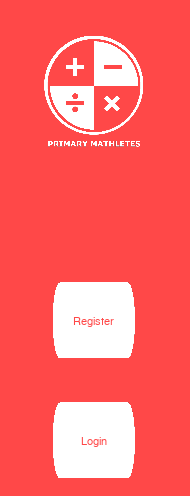 + −
÷ ×
PRIMARY MATHLETES
Register
Login